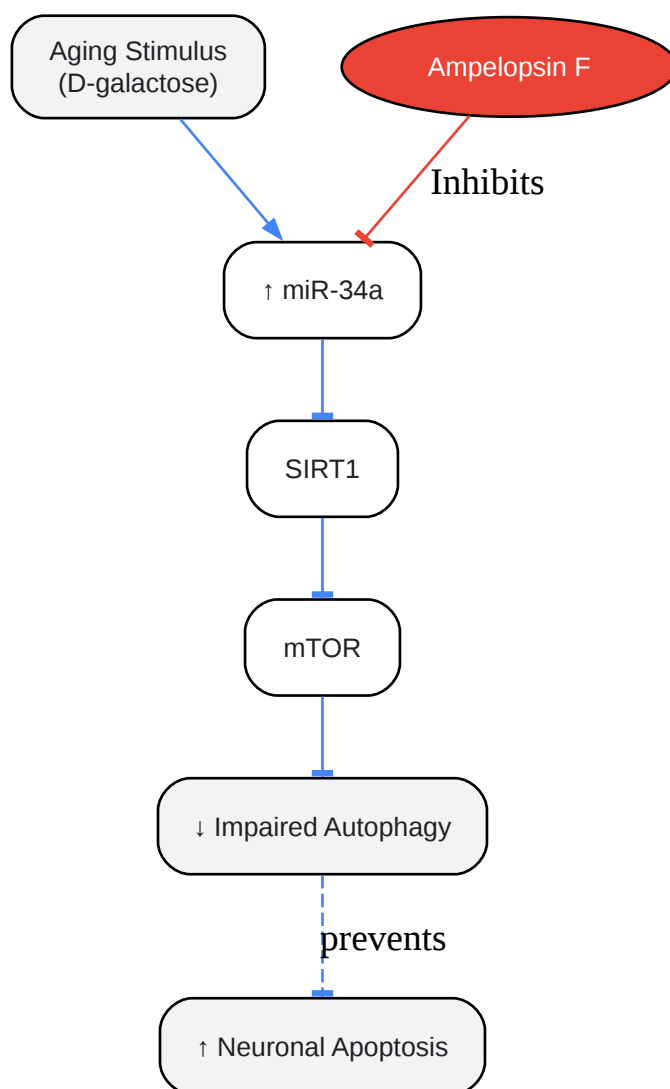 Aging Stimulus
(D-galactose)
Ampelopsin F
Inhibits
↑ miR-34a
SIRT1
mTOR
↓ Impaired Autophagy
prevents
↑ Neuronal Apoptosis